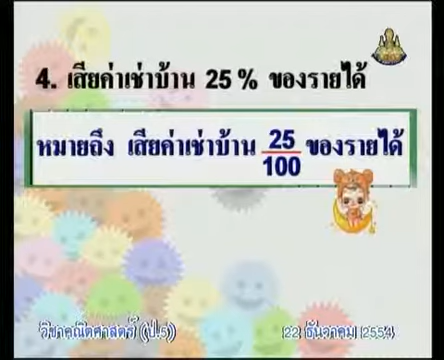 4. เสียค่าเช่าบ้าน 25 % ของรายได้
หมายถึง เสียค่าเช่าบ้าน 25/100 ของรายได้
วิชาคณิตศาสตร์ (ป.5)
22 ธันวาคม 2554